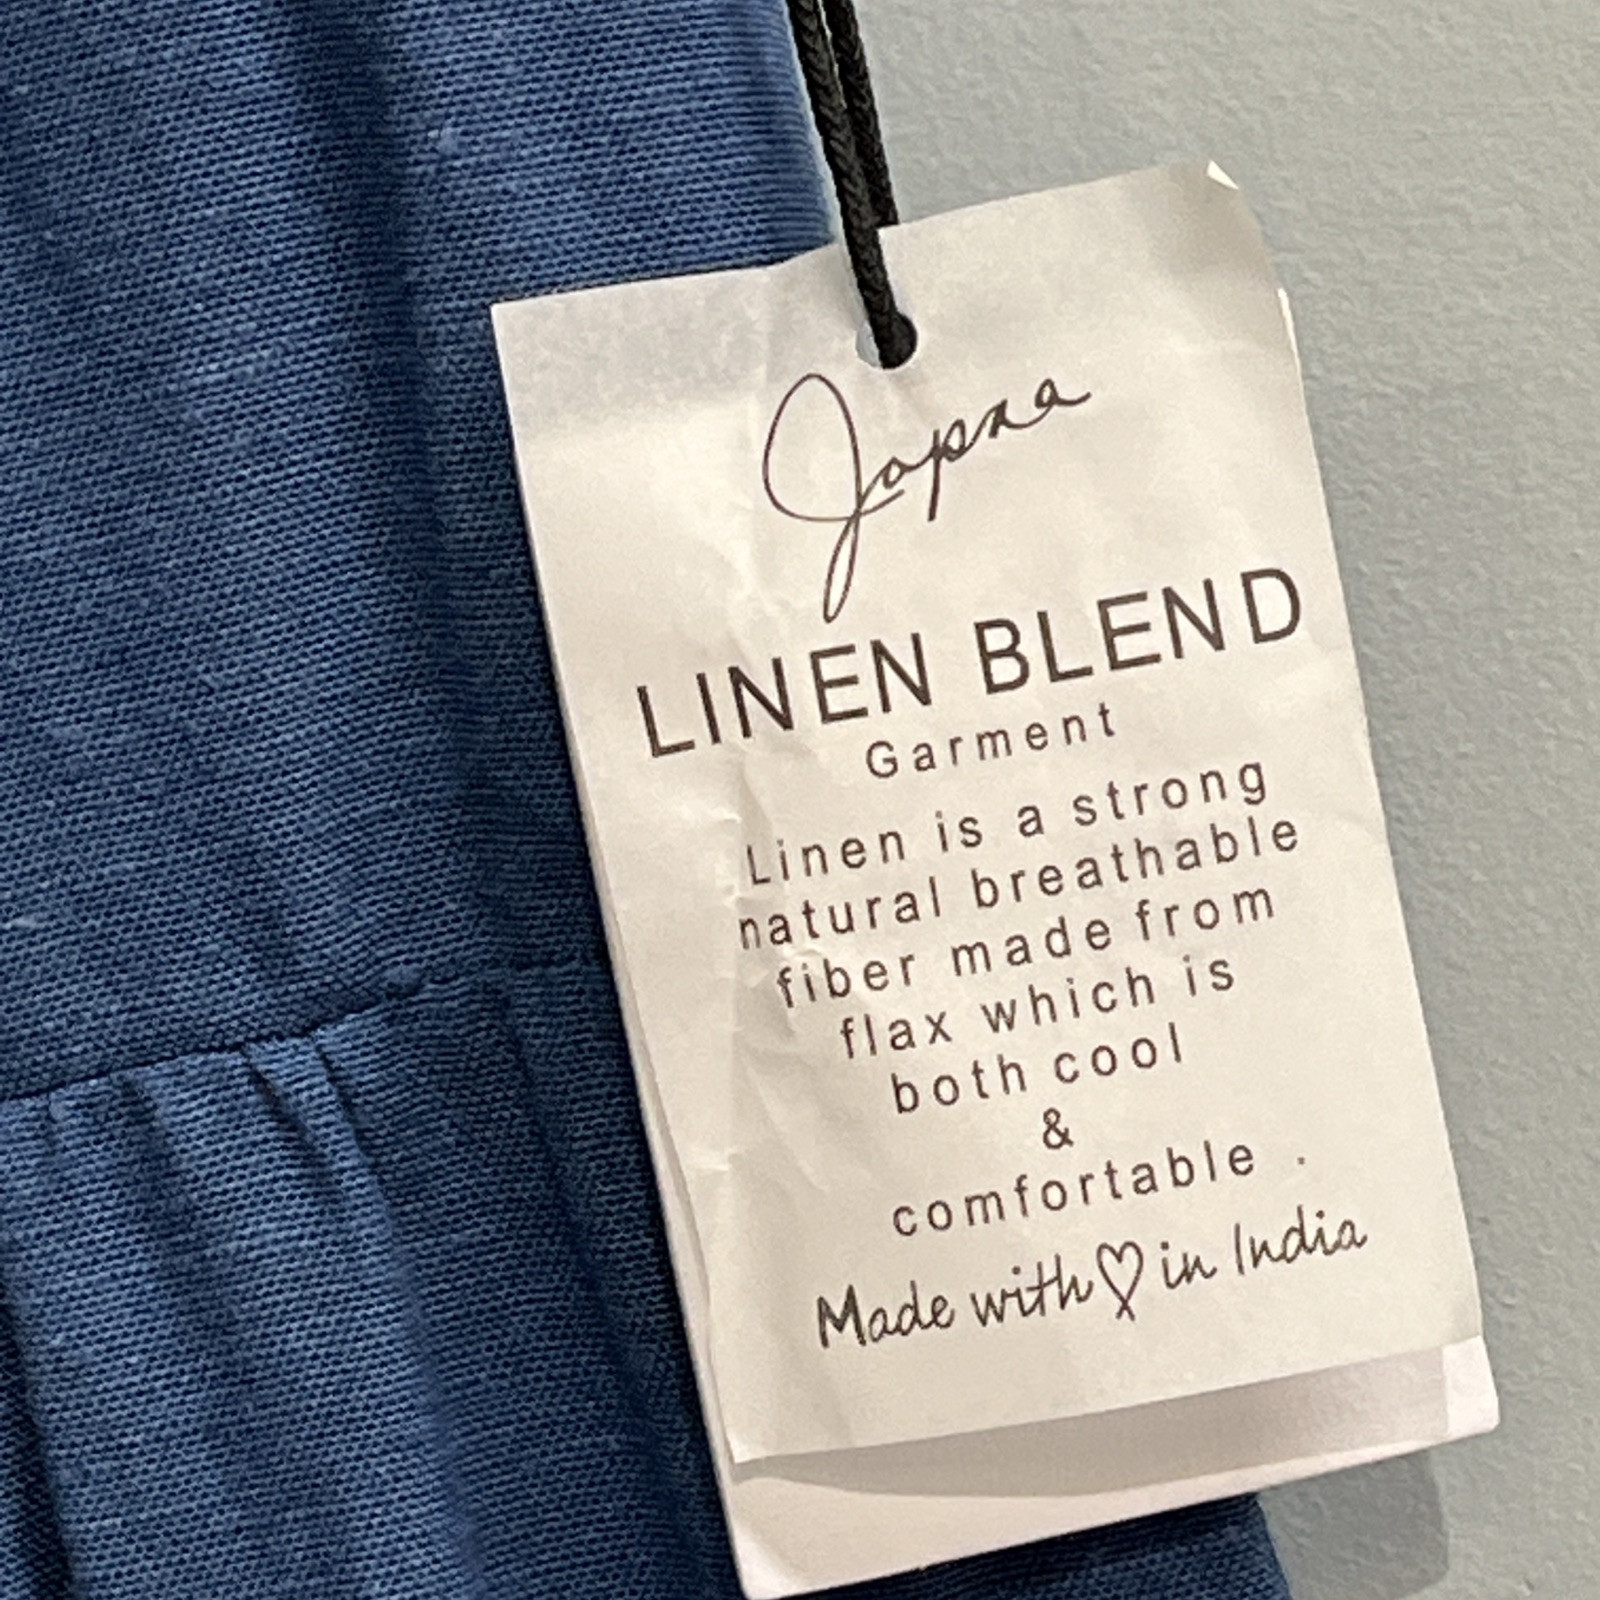 Japna
LINEN BLEND
Garment
Linen is a strong
natural breathable
fiber made from
flax which is
both cool
&
comfortable .
Made with♡in India